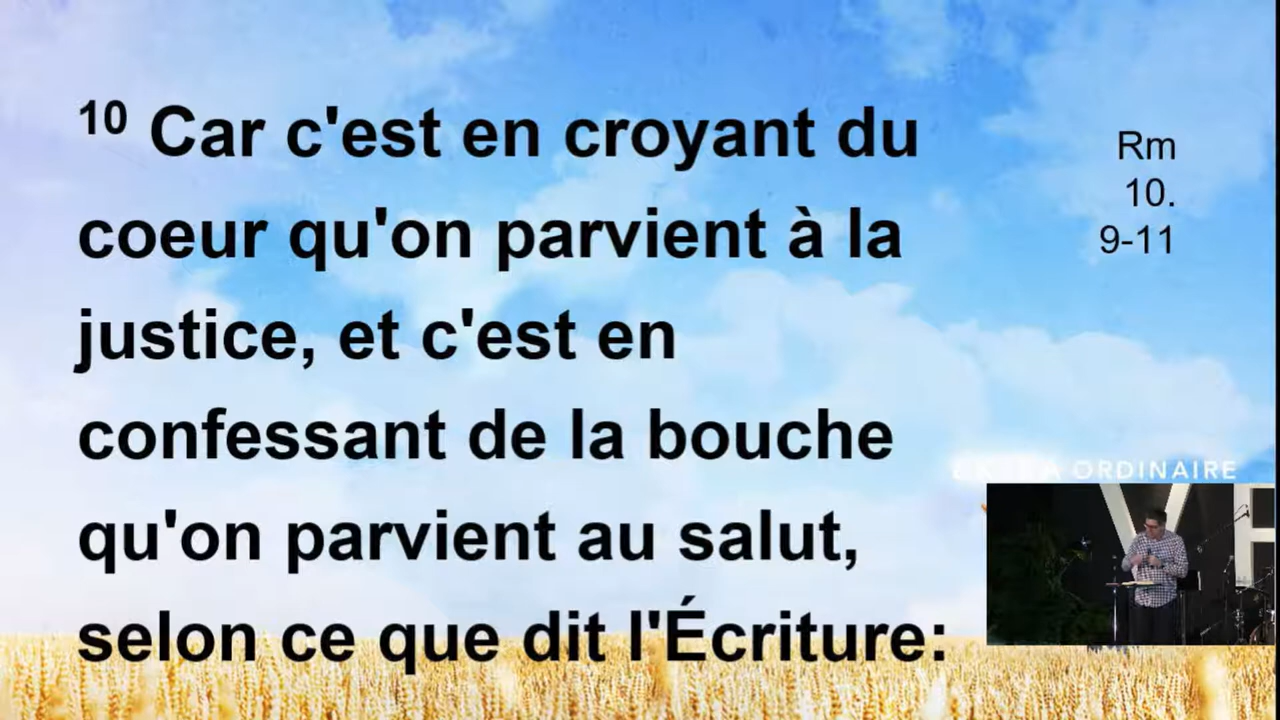 10 Car c'est en croyant du
coeur qu'on parvient à la
justice, et c'est en
confessant de la bouche
qu'on parvient au salut,
selon ce que dit l'Écriture:
Rm
10.
9-11
ORDINAIRE